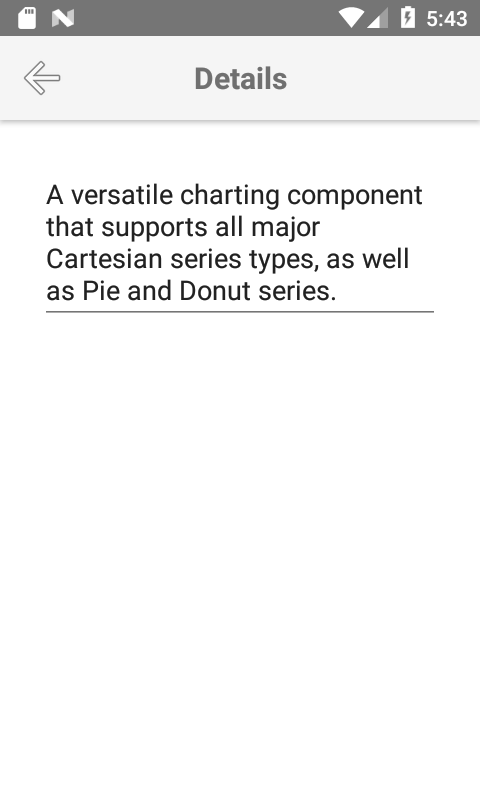 5:43
Details
A versatile charting component
that supports all major
Cartesian series types, as well
as Pie and Donut series.